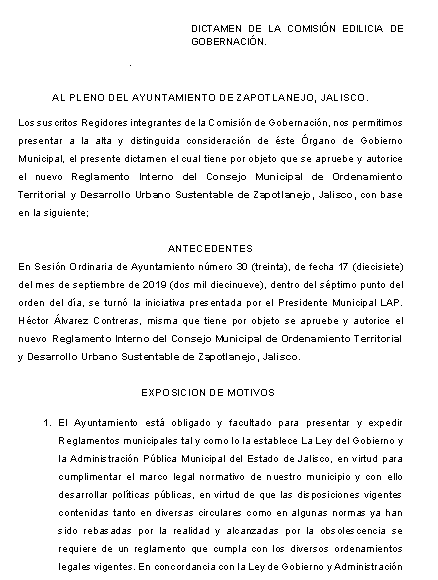 DICTAMEN DE LA COMISIÓN EDILICIA DE
GOBERNACIÓN.
.
AL PLENO DEL AYUNTAMIENTO DE ZAPOTLANEJO, JALISCO.
Los suscritos Regidores integrantes de la Comisión de Gobernación, nos permitimos
presentar a la alta y distinguida consideración de éste Órgano de Gobierno
Municipal, el presente dictamen el cual tiene por objeto que se apruebe y autorice
el nuevo Reglamento Interno del Consejo Municipal de Ordenamiento
Territorial y Desarrollo Urbano Sustentable de Zapotlanejo, Jalisco, con base
en la siguiente;
ANTECEDENTES
En Sesión Ordinaria de Ayuntamiento número 30 (treinta), de fecha 17 (diecisiete)
del mes de septiembre de 2019 (dos mil diecinueve), dentro del séptimo punto del
orden del día, se turnó la iniciativa presentada por el Presidente Municipal LAP.
Héctor Álvarez Contreras, misma que tiene por objeto se apruebe y autorice el
nuevo Reglamento Interno del Consejo Municipal de Ordenamiento Territorial
y Desarrollo Urbano Sustentable de Zapotlanejo, Jalisco.
EXPOSICION DE MOTIVOS
1. El Ayuntamiento está obligado y facultado para presentar y expedir
Reglamentos municipales tal y como lo la establece La Ley del Gobierno y
la Administración Pública Municipal del Estado de Jalisco, en virtud para
cumplimentar el marco legal normativo de nuestro municipio y con ello
desarrollar políticas públicas, en virtud de que las disposiciones vigentes
contenidas tanto en diversas circulares como en algunas normas ya han
sido rebasadas por la realidad y alcanzadas por la obsolescencia se
requiere de un reglamento que cumpla con los diversos ordenamientos
legales vigentes. En concordancia con la Ley de Gobierno y Administración